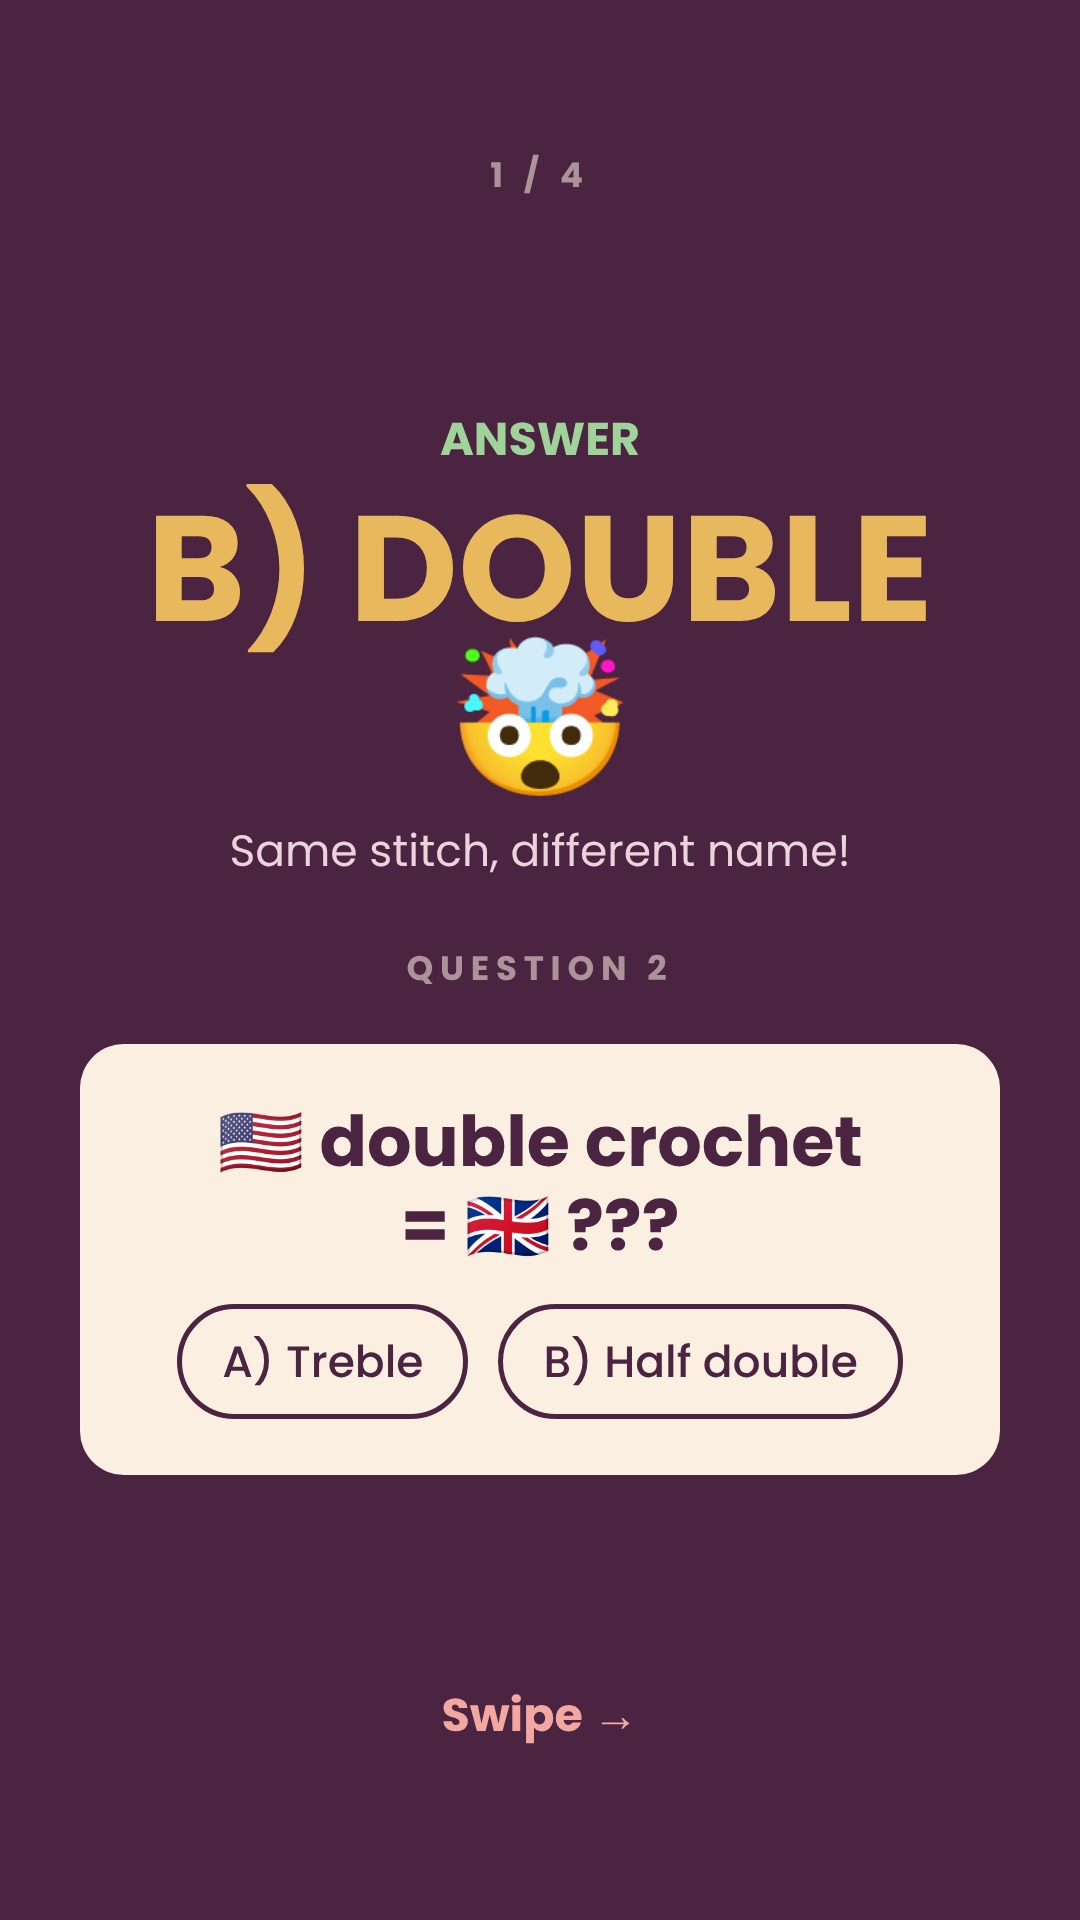 1 / 4
ANSWER
B) DOUBLE
🤯
Same stitch, different name!
QUESTION 2
🇺🇸 double crochet
= 🇬🇧 ???
A) Treble
B) Half double
Swipe →